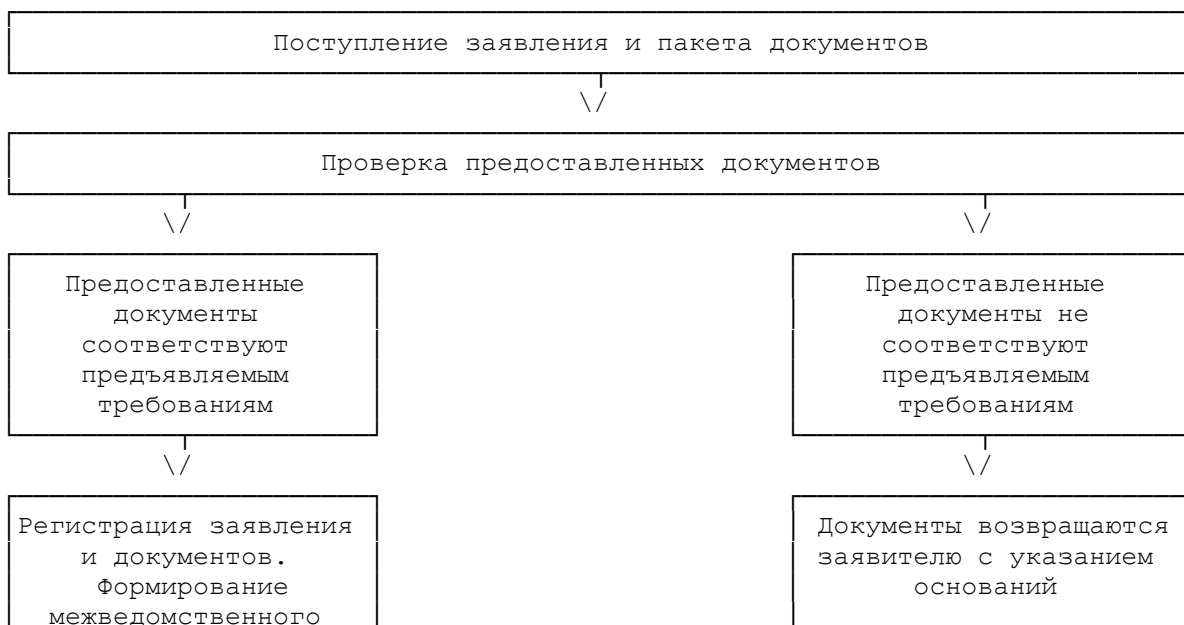 Поступление заявления и пакета документов
\/
Проверка предоставленных документов
\/
\/
Предоставленные
документы
соответствуют
предъявляемым
требованиям
Предоставленные
документы не
соответствуют
предъявляемым
требованиям
\/
\/
Регистрация заявления
и документов.
Формирование
межведомственного
Документы возвращаются
заявителю с указанием
оснований